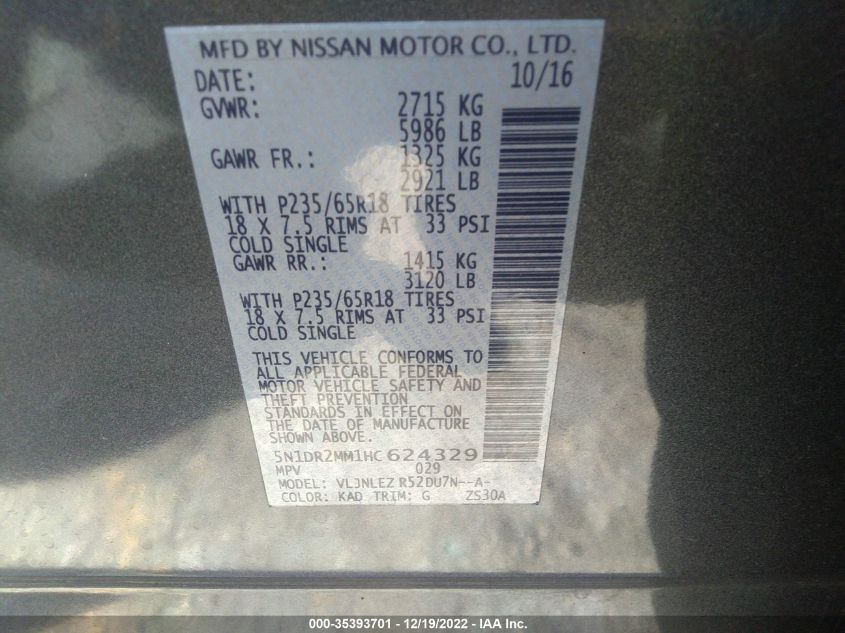 MFD BY NISSAN MOTOR CO., LTD.
DATE: 10/16
GVWR: 2715 KG
5986 LB
GAWR FR.: 1325 KG
2921 LB
WITH P235/65R18 TIRES
18 X 7.5 RIMS AT 33 PSI
COLD SINGLE
GAWR RR.: 1415 KG
3120 LB
WITH P235/65R18 TIRES
18 X 7.5 RIMS AT 33 PSI
COLD SINGLE
THIS VEHICLE CONFORMS TO
ALL APPLICABLE FEDERAL
MOTOR VEHICLE SAFETY AND
THEFT PREVENTION
STANDARDS IN EFFECT ON
THE DATE OF MANUFACTURE
SHOWN ABOVE.
5N1DR2MM1HC624329
MPV 029
MODEL: VLJNLEZ R52DU7N--A-
COLOR: KAD TRIM: G ZS30A
000-35393701 - 12/19/2022 - IAA Inc.